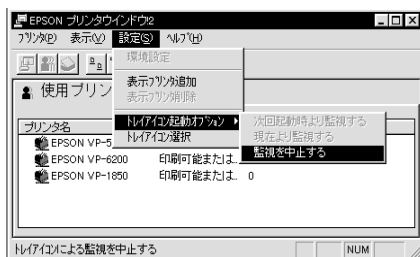 EPSON プリンタウインドウ!2
プリンタ(P) 表示(V) 設定(S) ヘルプ(H)
環境設定
表示プリンタ追加
表示プリンタ削除
トレイアイコン起動オプション
トレイアイコン選択
次回起動時より監視する
現在より監視する
監視を中止する
使用プリン
プリンタ名
EPSON VP-5
EPSON VP-6200 印刷可能または... 0
EPSON VP-1850 印刷可能または... 0
トレイアイコンによる監視を中止する
NUM